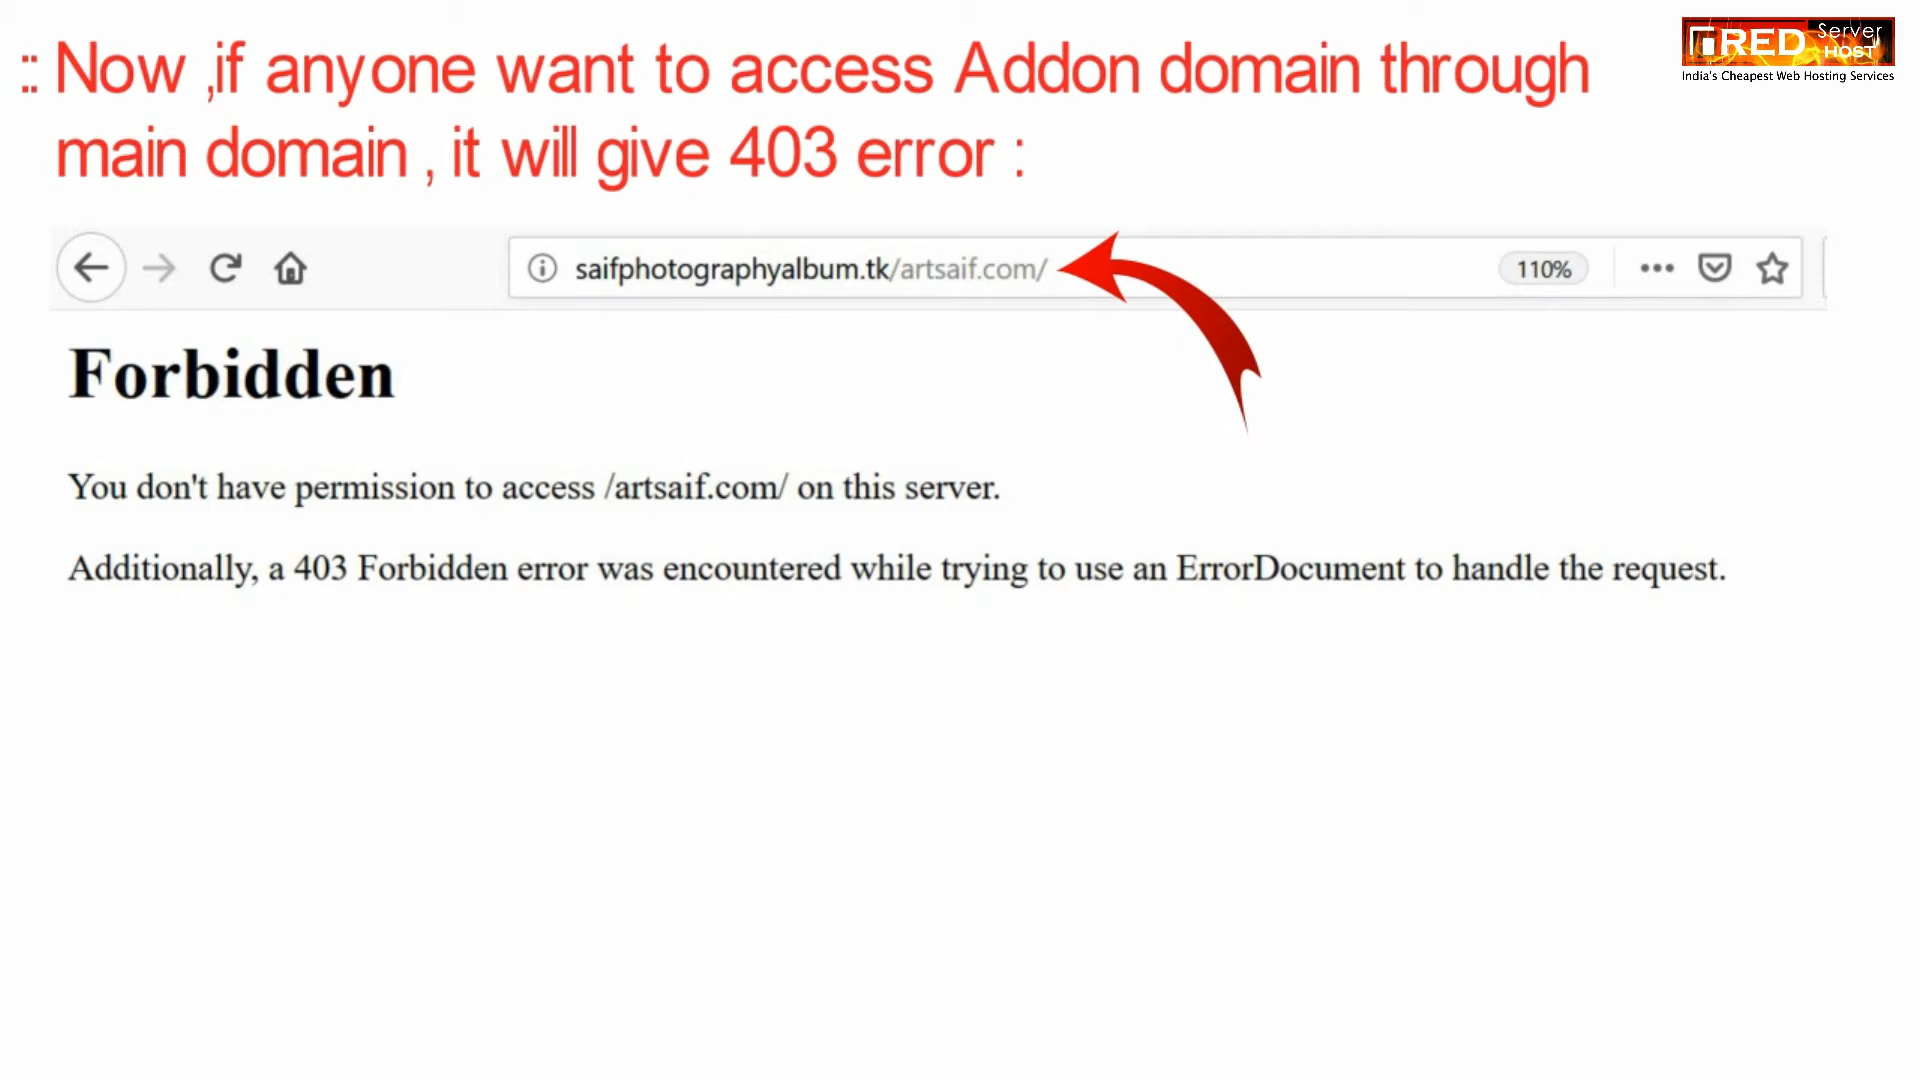 :: Now ,if anyone want to access Addon domain through
main domain , it will give 403 error :
RED Server
HOST
India's Cheapest Web Hosting Services
saifphotographyalbum.tk/artsaif.com/
110%
Forbidden
You don't have permission to access /artsaif.com/ on this server.
Additionally, a 403 Forbidden error was encountered while trying to use an ErrorDocument to handle the request.